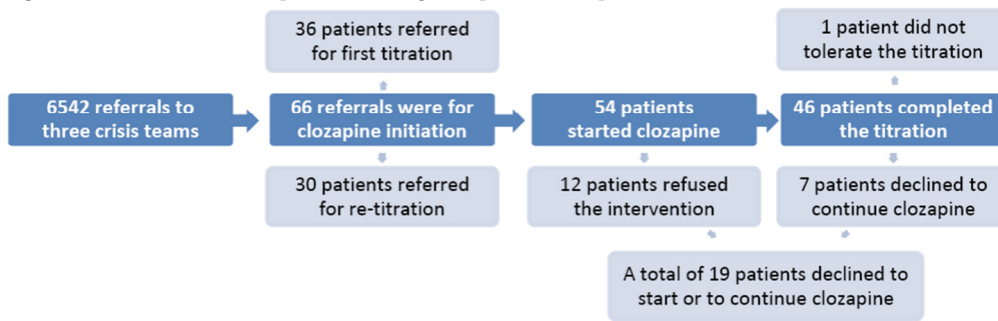 36 patients referred
for first titration
1 patient did not
tolerate the titration
6542 referrals to
three crisis teams
66 referrals were for
clozapine initiation
54 patients
started clozapine
46 patients completed
the titration
30 patients referred
for re-titration
12 patients refused
the intervention
7 patients declined to
continue clozapine
A total of 19 patients declined to
start or to continue clozapine